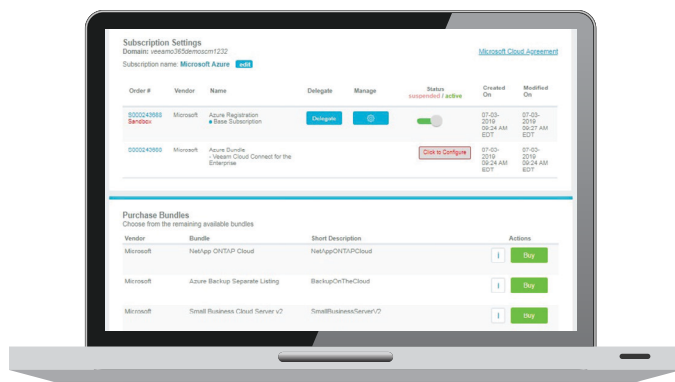 Subscription Settings
Domain: veeamo365demoscm1232
Microsoft Cloud Agreement
Subscription name: Microsoft Azure edit
Order # Vendor Name Delegate Manage Status suspended / active Created On Modified On
S000243668 Sandbox Microsoft Azure Registration Delegate 07-03-2019 09:24 AM EDT 07-03-2019 09:27 AM EDT
Base Subscription
Microsoft Azure Bundle Click to Configure 07-03-2019 09:24 AM EDT 07-03-2019 09:24 AM EDT
- Veeam Cloud Connect for the Enterprise
Purchase Bundles
Choose from the remaining available bundles
Vendor Bundle Short Description Actions
Microsoft NetApp ONTAP Cloud NetAppONTAPCloud i Buy
Microsoft Azure Backup Separate Listing BackupOnTheCloud i Buy
Microsoft Small Business Cloud Server v2 SmallBusinessServerV2 i Buy